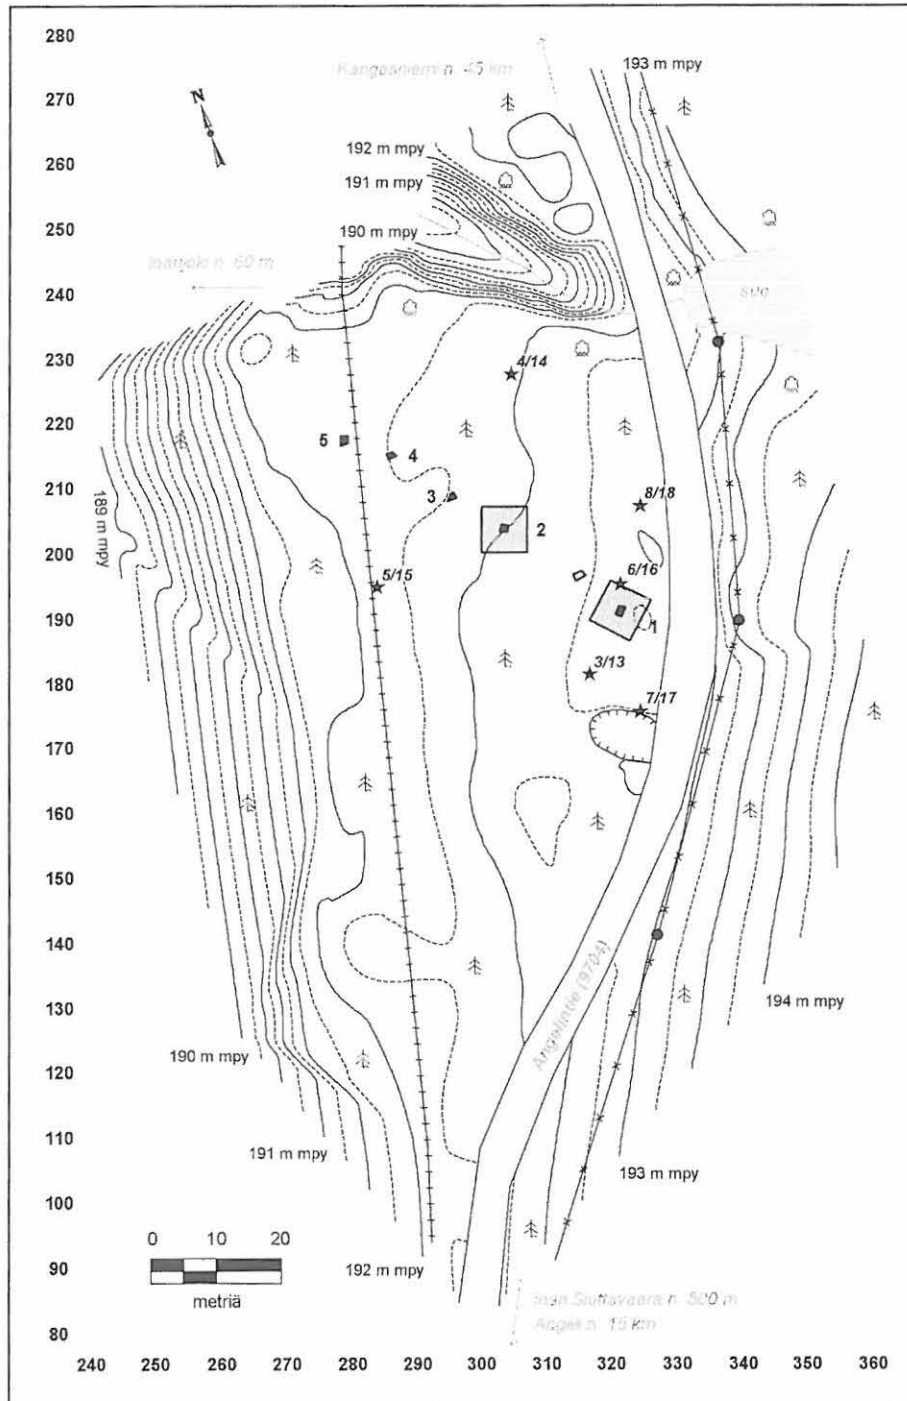 280
270
260
250
240
230
220
210
200
190
180
170
160
150
140
130
120
110
100
90
80
Kangasniemi n. 45 km
193 m mpy
N
192 m mpy
191 m mpy
190 m mpy
Inarijoki n. 60 m
suo
4/14
5
4
3
8/18
2
189 m mpy
5/15
6/16
1
3/13
7/17
Angelintie (9704)
194 m mpy
190 m mpy
191 m mpy
193 m mpy
0 10 20
metriä
192 m mpy
n. 500 m
Angeli n. 15 km
240 250 260 270 280 290 300 310 320 330 340 350 360